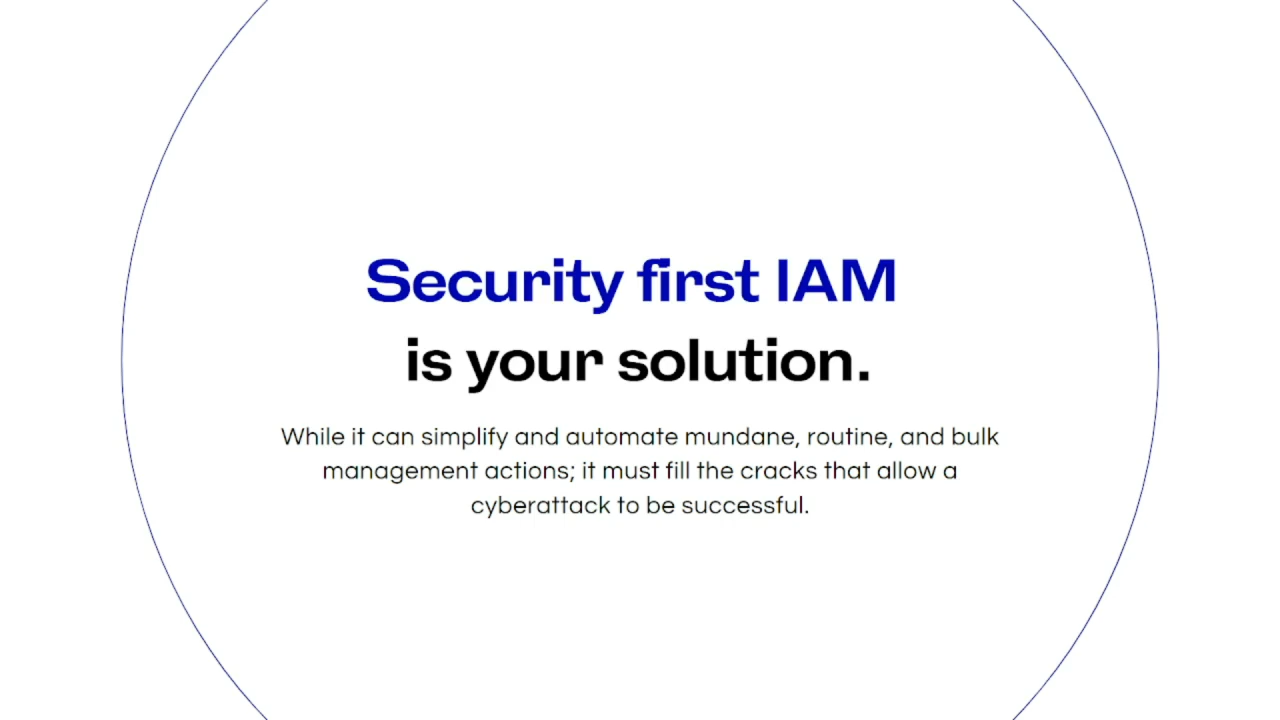 Security first IAM
is your solution.
While it can simplify and automate mundane, routine, and bulk
management actions; it must fill the cracks that allow a
cyberattack to be successful.